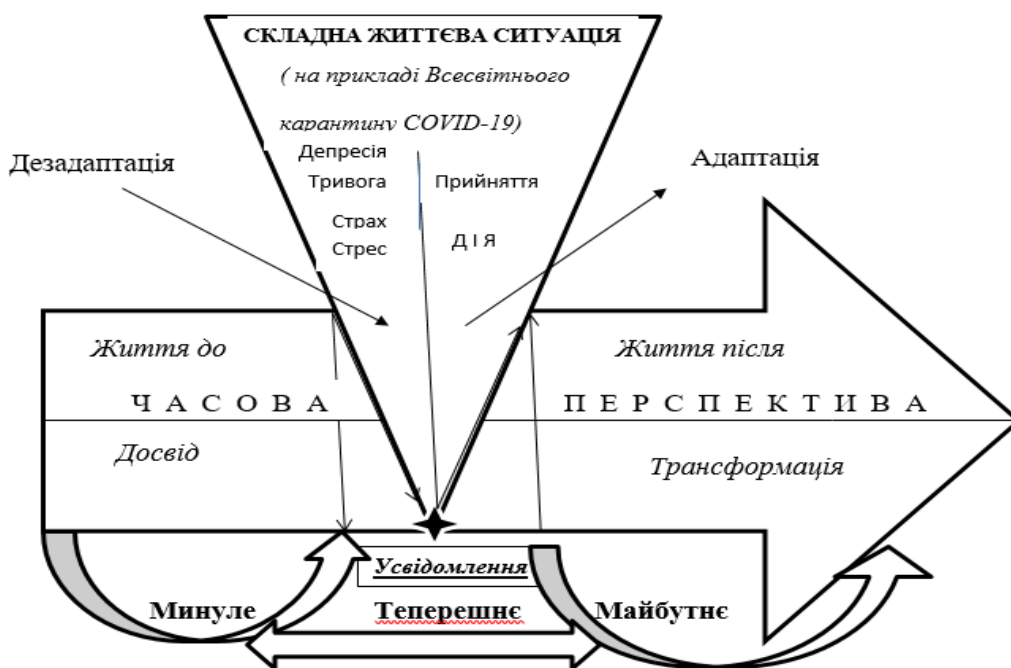 СКЛАДНА ЖИТТЄВА СИТУАЦІЯ
( на прикладі Всесвітнього
карантину COVID-19)
Дезадаптація
Депресія
Тривога
Страх
Стрес
Прийняття
Д І Я
Адаптація
Життя до
Життя після
Ч А С О В А П Е Р С П Е К Т И В А
Досвід
Трансформація
Усвідомлення
Минуле Теперешнє Майбутнє